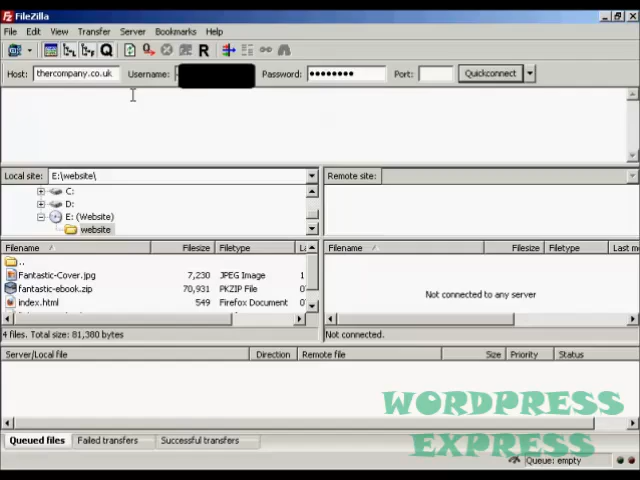 FileZilla
File Edit View Transfer Server Bookmarks Help
Host: thercompany.co.uk Username: Password: Port: Quickconnect
Local site: E:\website\ Remote site:
C:
D:
E: (Website)
website
Filename Filesize Filetype Filename Filesize Filetype Last mo
..
Fantastic-Cover.jpg 7,230 JPEG Image 1
fantastic-ebook.zip 70,931 PKZIP File
index.html 549 Firefox Document
Not connected to any server
4 files. Total size: 81,380 bytes Not connected.
Server/Local file Direction Remote file Size Priority Status
WORDPRESS
EXPRESS
Queued files Failed transfers Successful transfers
Queue: empty